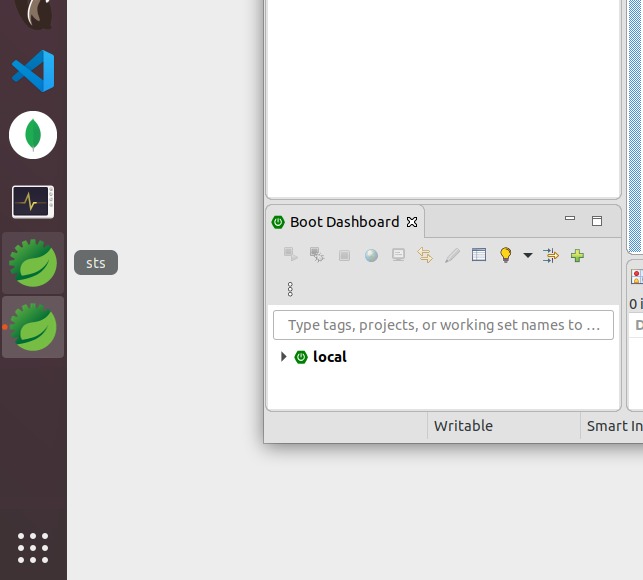 Boot Dashboard
sts
Type tags, projects, or working set names to ...
0 i
D
local
Writable
Smart In